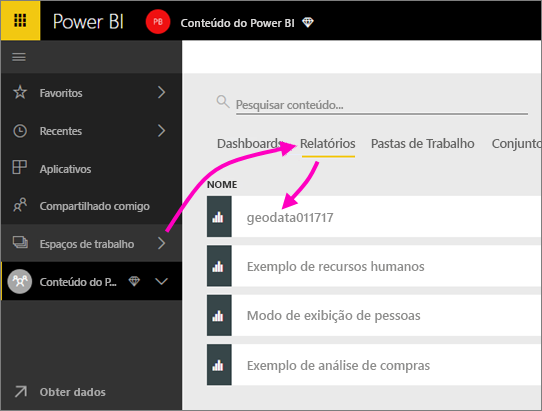 Power BI
PB
Conteúdo do Power BI
Favoritos
Recentes
Aplicativos
Compartilhado comigo
Espaços de trabalho
Conteúdo do P...
Obter dados
Pesquisar conteúdo...
Dashboards Relatórios Pastas de Trabalho Conjunto
NOME
geodata011717
Exemplo de recursos humanos
Modo de exibição de pessoas
Exemplo de análise de compras